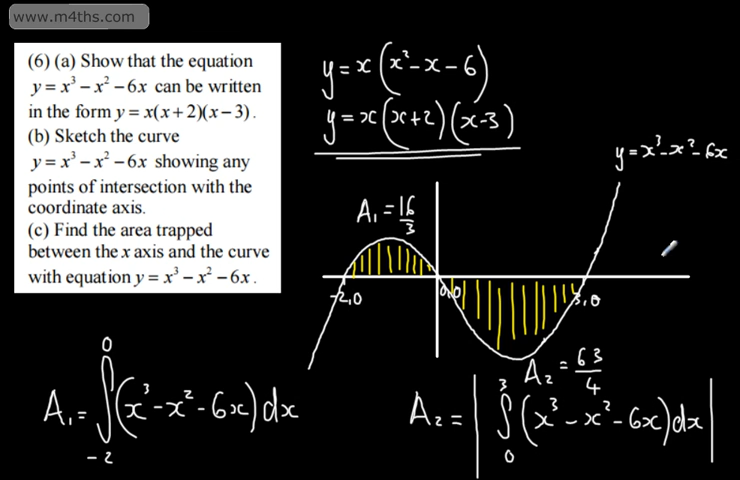 www.m4ths.com
(6) (a) Show that the equation
y = x³ − x² − 6x can be written
in the form y = x(x + 2)(x − 3).
(b) Sketch the curve
y = x³ − x² − 6x showing any
points of intersection with the
coordinate axis.
(c) Find the area trapped
between the x axis and the curve
with equation y = x³ − x² − 6x.
y = x(x² - x - 6)
y = x(x+2)(x-3)
y = x³ - x² - 6x
A₁ = 16/3
-2,0
0,0
3,0
A₂ = 63/4
A₁ = ∫₋₂⁰ (x³ - x² - 6x) dx
A₂ = | ∫₀³ (x³ - x² - 6x) dx |